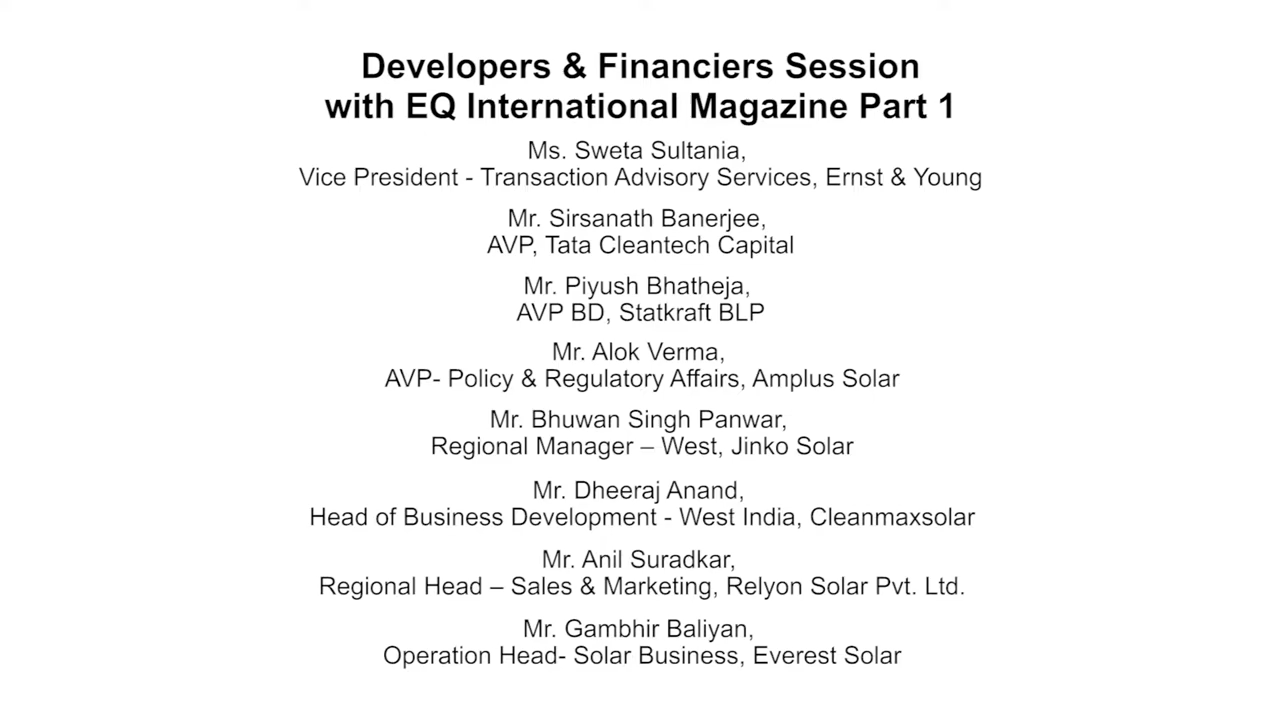 Developers & Financiers Session
with EQ International Magazine Part 1
Ms. Sweta Sultania,
Vice President - Transaction Advisory Services, Ernst & Young
Mr. Sirsanath Banerjee,
AVP, Tata Cleantech Capital
Mr. Piyush Bhatheja,
AVP BD, Statkraft BLP
Mr. Alok Verma,
AVP- Policy & Regulatory Affairs, Amplus Solar
Mr. Bhuwan Singh Panwar,
Regional Manager – West, Jinko Solar
Mr. Dheeraj Anand,
Head of Business Development - West India, Cleanmaxsolar
Mr. Anil Suradkar,
Regional Head – Sales & Marketing, Relyon Solar Pvt. Ltd.
Mr. Gambhir Baliyan,
Operation Head- Solar Business, Everest Solar